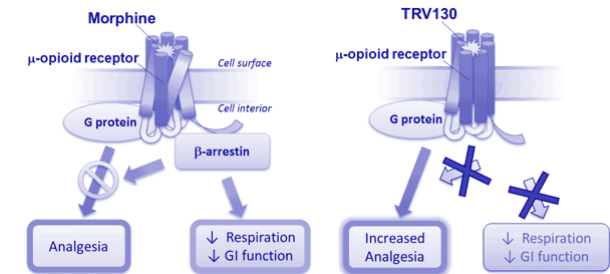 Morphine
μ-opioid receptor
Cell surface
Cell interior
G protein
β-arrestin
Analgesia
↓ Respiration
↓ GI function
TRV130
μ-opioid receptor
G protein
Increased
Analgesia
↓ Respiration
↓ GI function